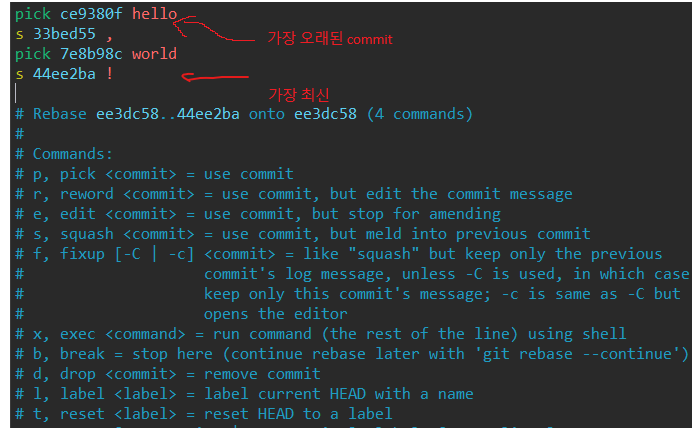 pick ce9380f hello
s 33bed55 ,
가장 오래된 commit
pick 7e8b98c world
s 44ee2ba !
가장 최신
# Rebase ee3dc58..44ee2ba onto ee3dc58 (4 commands)
#
# Commands:
# p, pick <commit> = use commit
# r, reword <commit> = use commit, but edit the commit message
# e, edit <commit> = use commit, but stop for amending
# s, squash <commit> = use commit, but meld into previous commit
# f, fixup [-C | -c] <commit> = like "squash" but keep only the previous
# commit's log message, unless -C is used, in which case
# keep only this commit's message; -c is same as -C but
# opens the editor
# x, exec <command> = run command (the rest of the line) using shell
# b, break = stop here (continue rebase later with 'git rebase --continue')
# d, drop <commit> = remove commit
# l, label <label> = label current HEAD with a name
# t, reset <label> = reset HEAD to a label